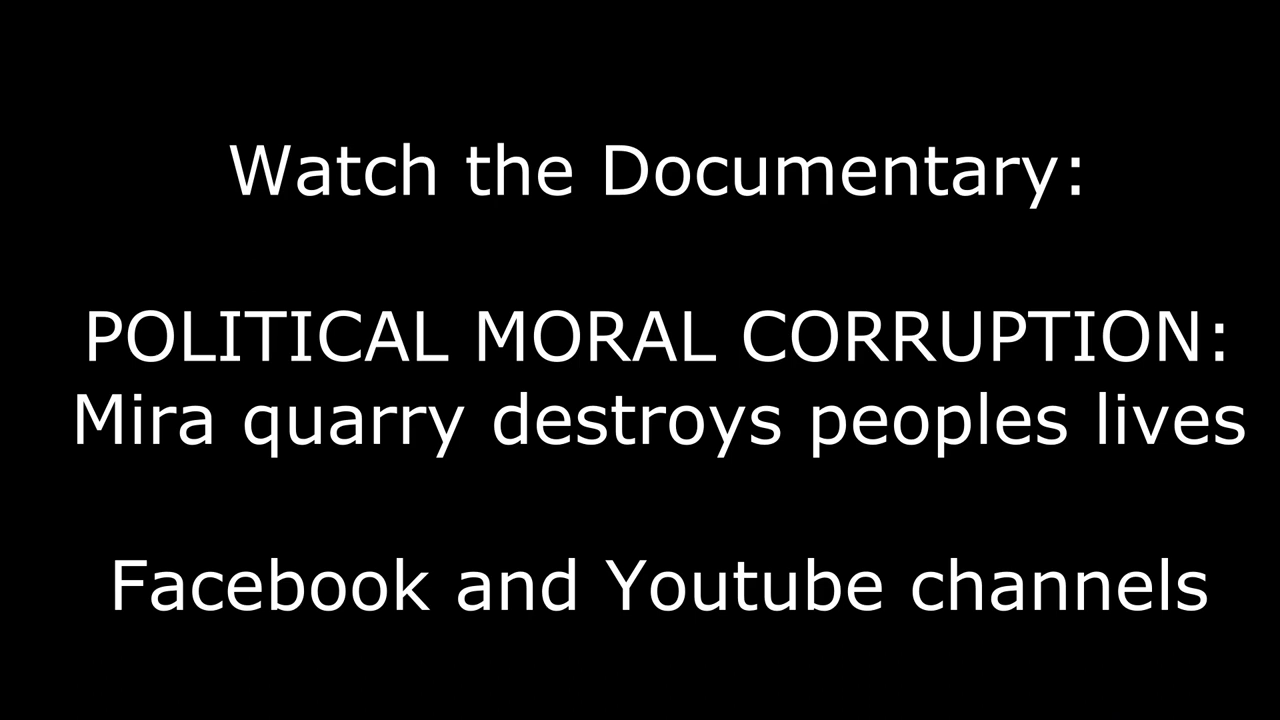 Watch the Documentary:
POLITICAL MORAL CORRUPTION:
Mira quarry destroys peoples lives
Facebook and Youtube channels